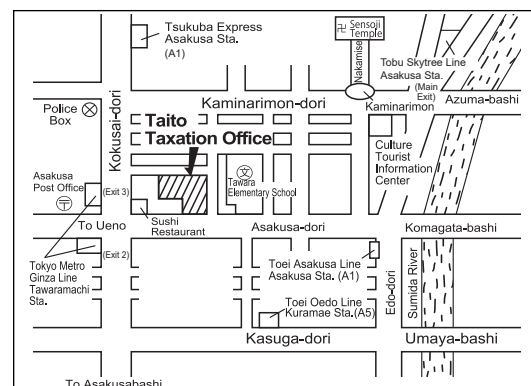 Tsukuba Express
Asakusa Sta.
(A1)
卍 Sensoji
Temple
Nakamise
Tobu Skytree Line
Asakusa Sta.
(Main
Exit)
Kaminarimon
Kaminarimon-dori
Azuma-bashi
Police
Box
Kokusai-dori
Taito
Taxation Office
Culture
Tourist
Information
Center
Asakusa
Post Office
〒
(Exit 3)
文
Tawara
Elementary School
Sushi
Restaurant
To Ueno
Asakusa-dori
Komagata-bashi
(Exit 2)
Tokyo Metro
Ginza Line
Tawaramachi
Sta.
Toei Asakusa Line
Asakusa Sta. (A1)
Edo-dori
Sumida River
Toei Oedo Line
Kuramae Sta.(A5)
Kasuga-dori
Umaya-bashi
To Asakusabashi